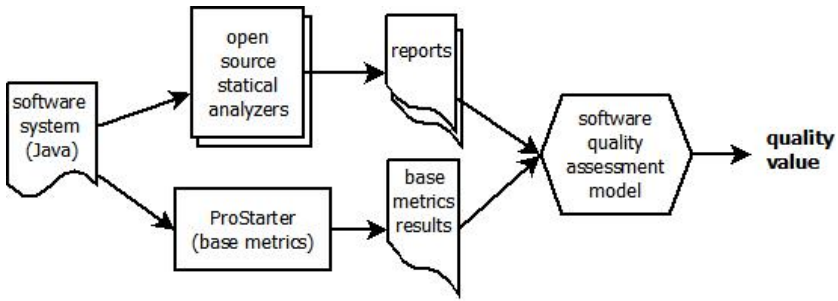 software
system
(Java)
open
source
statical
analyzers
reports
ProStarter
(base metrics)
base
metrics
results
software
quality
assessment
model
quality
value